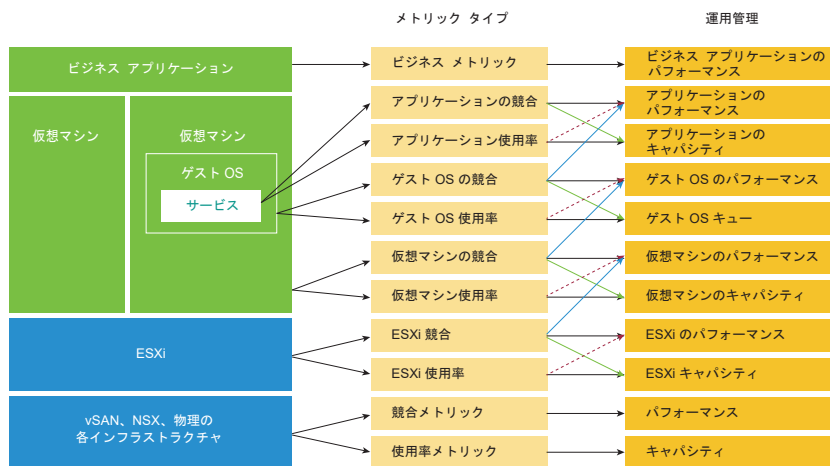 メトリック タイプ
運用管理
ビジネス アプリケーション
ビジネス メトリック
ビジネス アプリケーションの
パフォーマンス
仮想マシン
仮想マシン
ゲスト OS
サービス
アプリケーションの競合
アプリケーションの
パフォーマンス
アプリケーション使用率
アプリケーションの
キャパシティ
ゲスト OS の競合
ゲスト OS のパフォーマンス
ゲスト OS 使用率
ゲスト OS キュー
仮想マシンの競合
仮想マシンのパフォーマンス
仮想マシン使用率
仮想マシンのキャパシティ
ESXi
ESXi 競合
ESXi のパフォーマンス
ESXi 使用率
ESXi キャパシティ
vSAN、NSX、物理の
各インフラストラクチャ
競合メトリック
パフォーマンス
使用率メトリック
キャパシティ